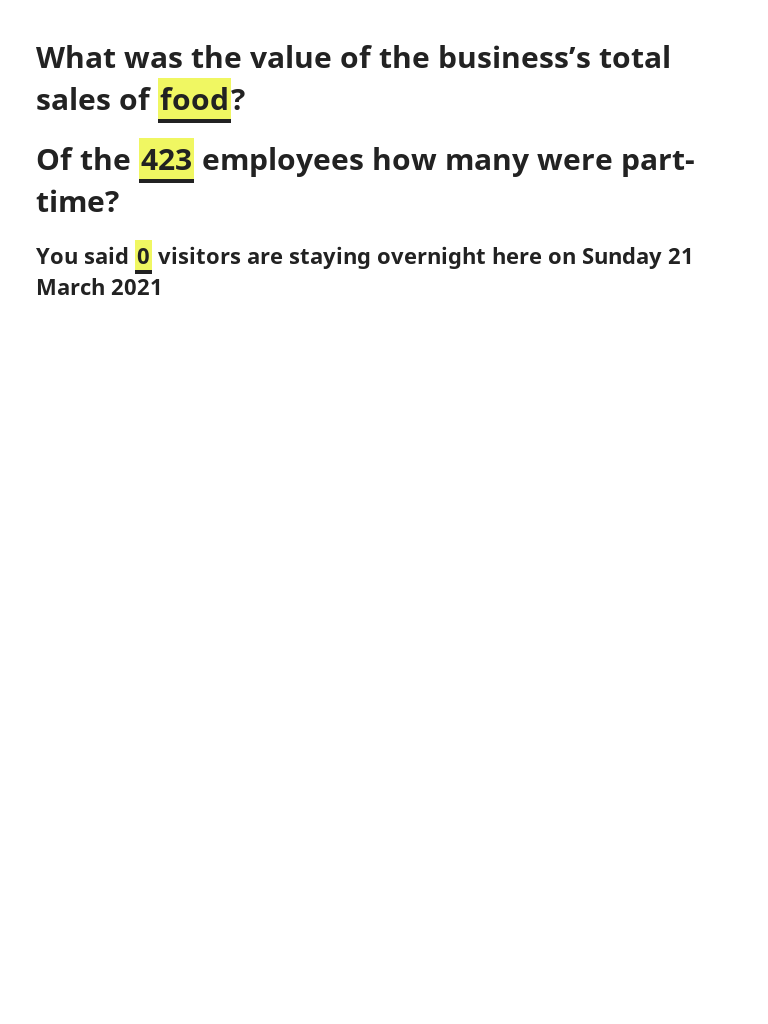 What was the value of the business’s total
sales of food?
Of the 423 employees how many were part-
time?
You said 0 visitors are staying overnight here on Sunday 21
March 2021